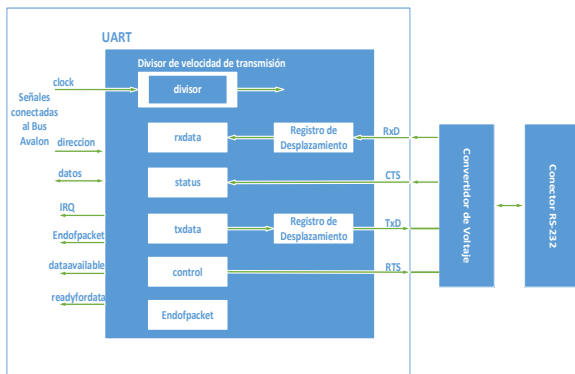 UART
Divisor de velocidad de transmisión
clock
divisor
Señales
conectadas
al Bus
Avalon
direccion
rxdata
Registro de
Desplazamiento
RxD
datos
status
CTS
IRQ
txdata
Registro de
Desplazamiento
TxD
Endofpacket
dataavailable
control
RTS
readyfordata
Endofpacket
Convertidor de
Voltaje
Conector RS-232